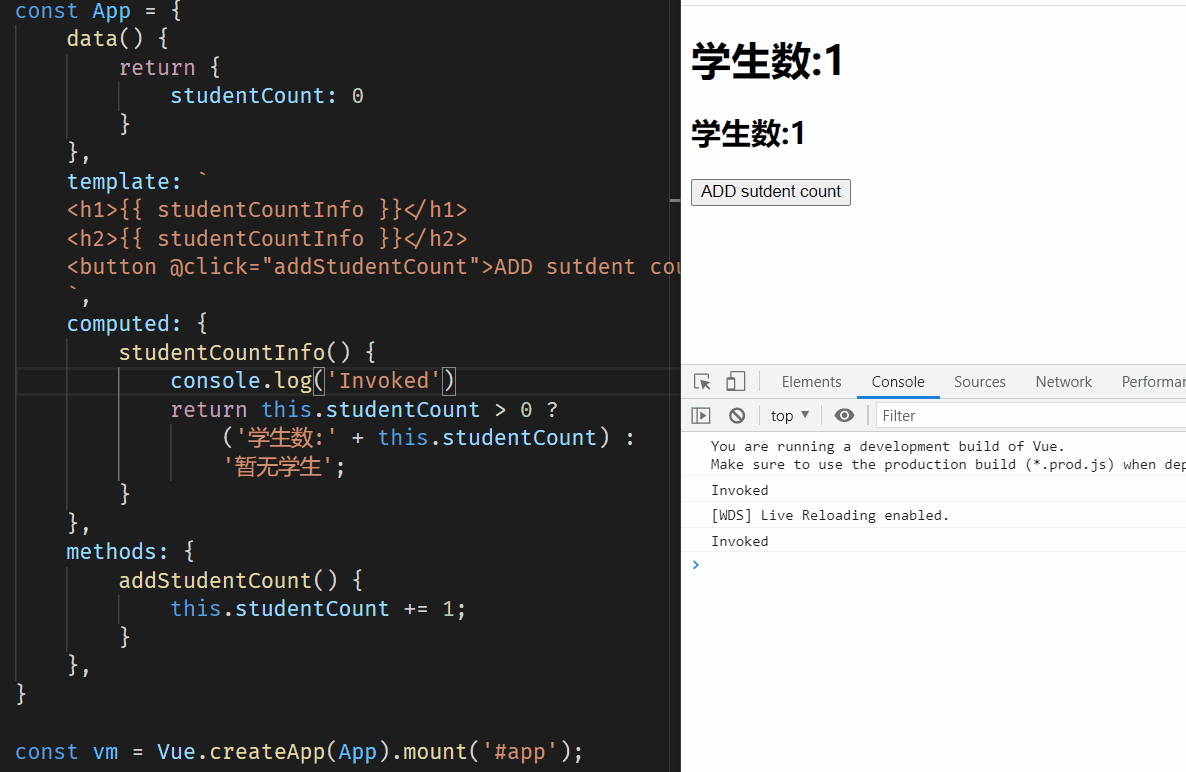 const App = {
data() {
return {
studentCount: 0
}
},
template: `
<h1>{{ studentCountInfo }}</h1>
<h2>{{ studentCountInfo }}</h2>
<button @click="addStudentCount">ADD sutdent cou
`,
computed: {
studentCountInfo() {
console.log('Invoked')
return this.studentCount > 0 ?
('学生数:' + this.studentCount) :
'暂无学生';
}
},
methods: {
addStudentCount() {
this.studentCount += 1;
}
},
}
const vm = Vue.createApp(App).mount('#app');
学生数:1
学生数:1
ADD sutdent count
Elements Console Sources Network Performan
top ▼ Filter
You are running a development build of Vue.
Make sure to use the production build (*.prod.js) when dep
Invoked
[WDS] Live Reloading enabled.
Invoked
>